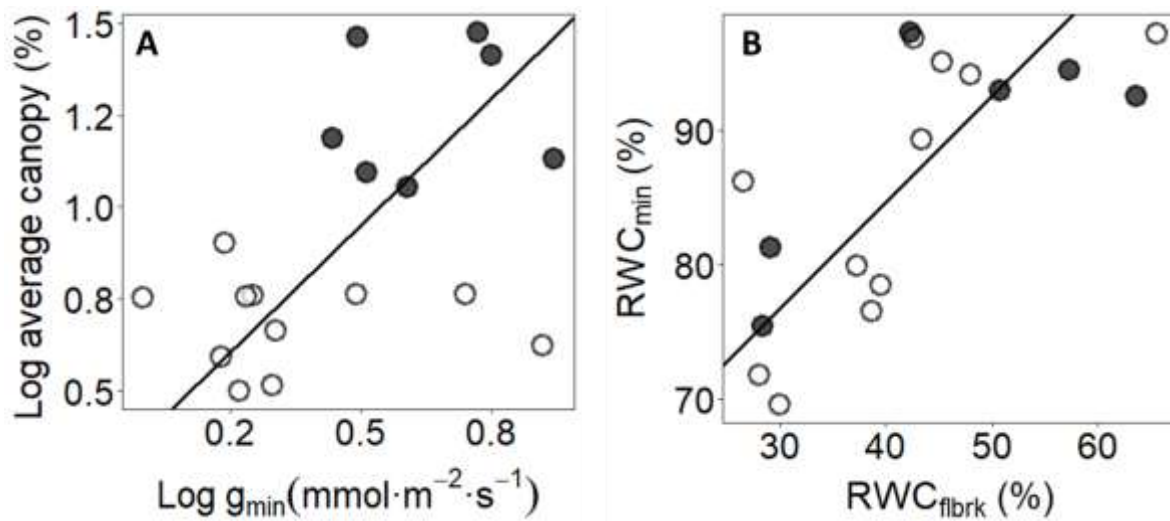 A
Log average canopy (%)
1.5
1.2
1.0
0.8
0.5
0.2 0.5 0.8
Log gmin(mmol·m⁻²·s⁻¹)
B
RWCmin (%)
90
80
70
30 40 50 60
RWCflbrk (%)